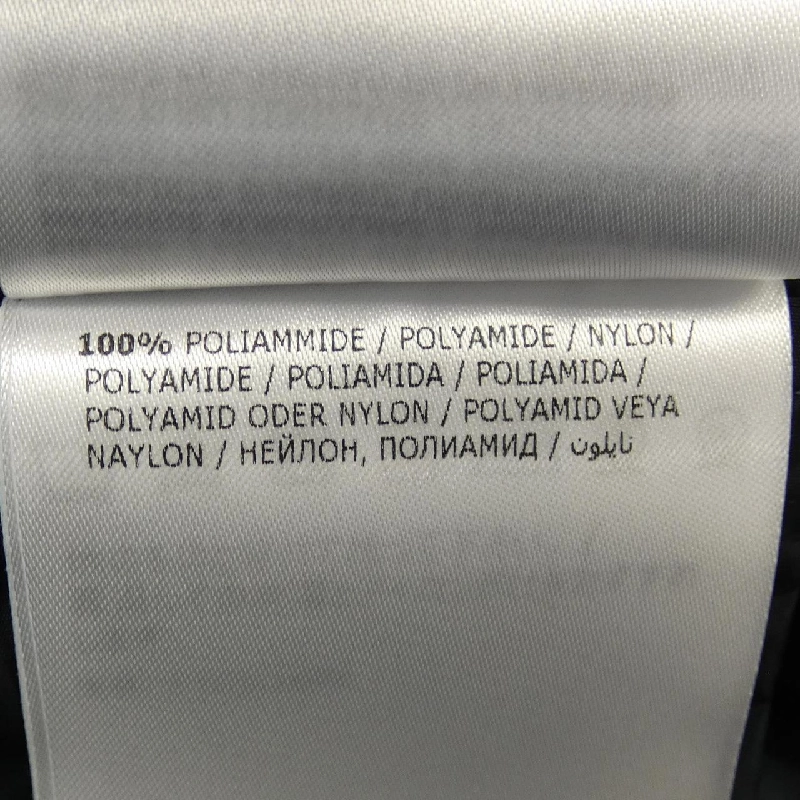 100% POLIAMMIDE / POLYAMIDE / NYLON /
POLYAMIDE / POLIAMIDA / POLIAMIDA /
POLYAMID ODER NYLON / POLYAMID VEYA
NAYLON / НЕЙЛОН, ПОЛИАМИД / نايلون